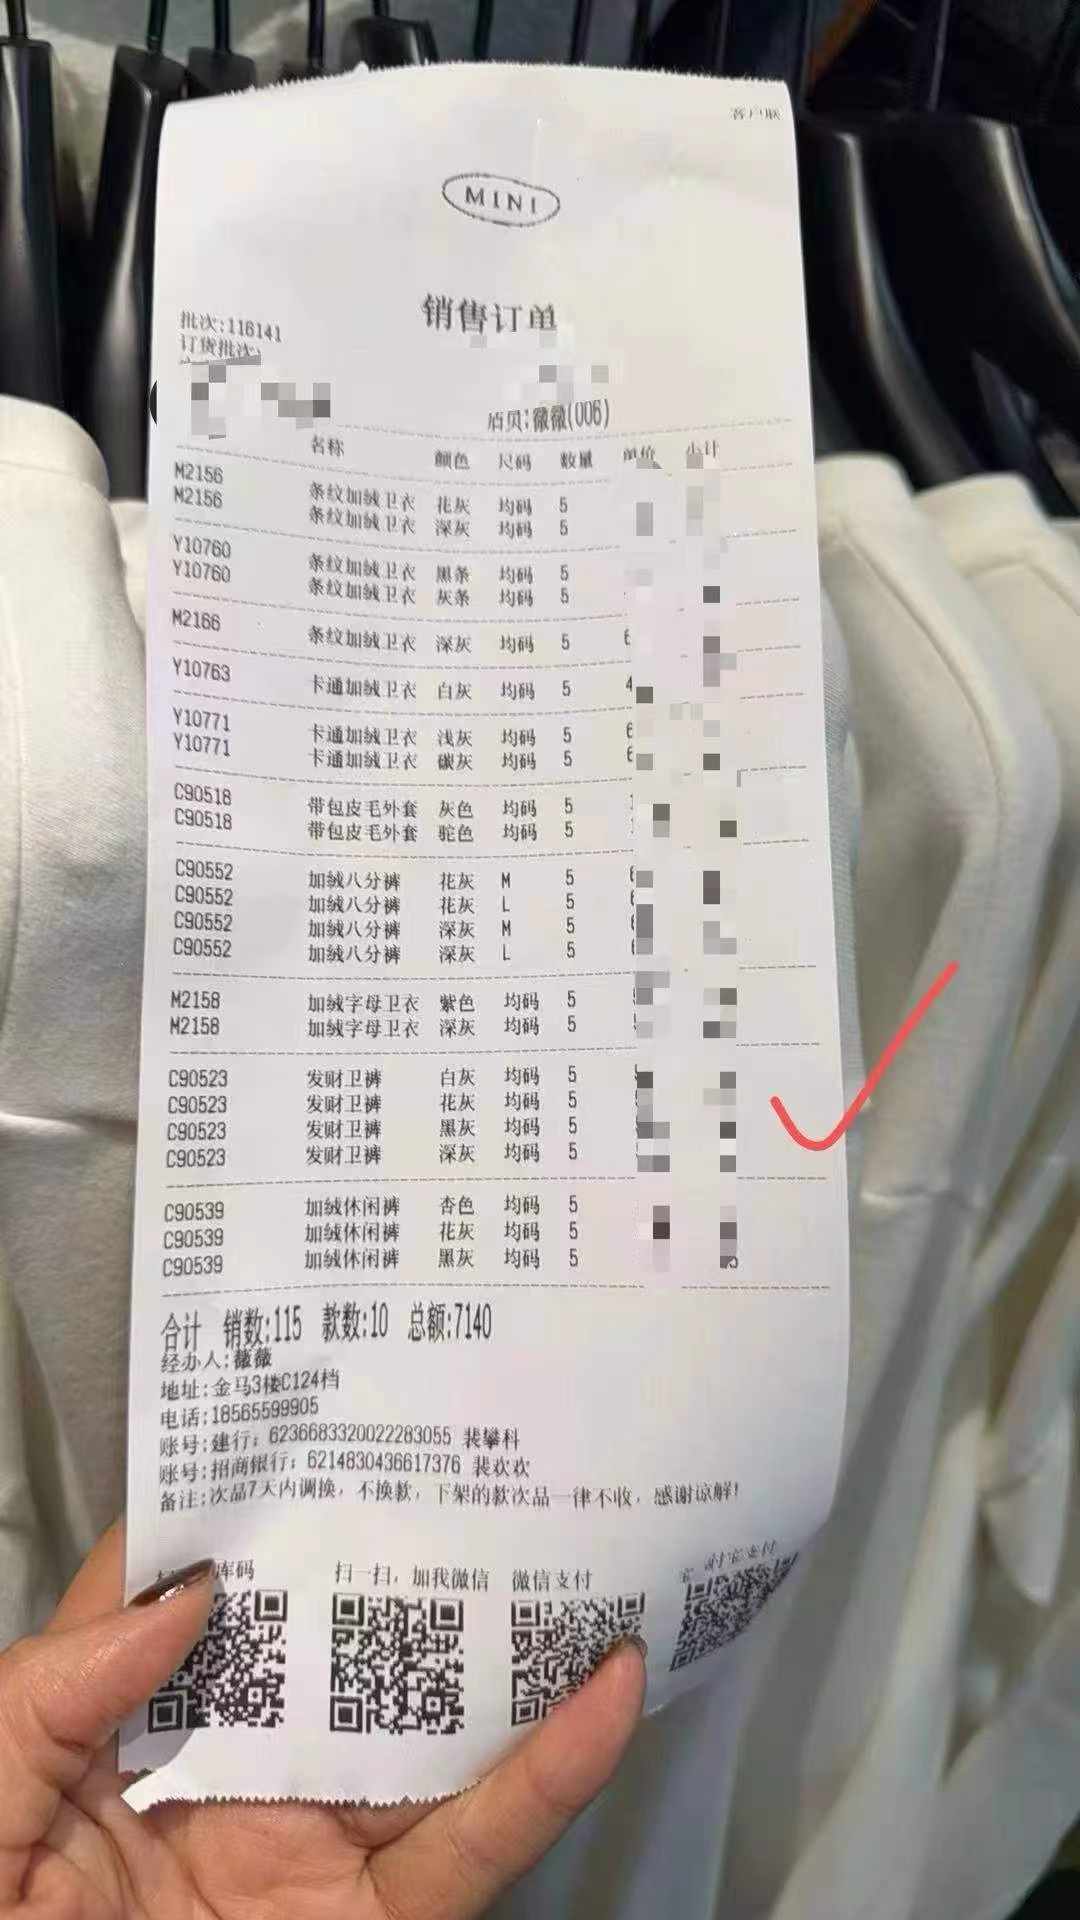 客户联
MINI
销售订单
批次:116141
订货批次:
店员:薇薇(006)
名称 颜色 尺码 数量 单价 小计
M2156 条纹加绒卫衣 花灰 均码 5
M2156 条纹加绒卫衣 深灰 均码 5
Y10760 条纹加绒卫衣 黑条 均码 5
Y10760 条纹加绒卫衣 灰条 均码 5
M2166 条纹加绒卫衣 深灰 均码 5 6
Y10763 卡通加绒卫衣 白灰 均码 5 4
Y10771 卡通加绒卫衣 浅灰 均码 5 6
Y10771 卡通加绒卫衣 碳灰 均码 5 6
C90518 带包皮毛外套 灰色 均码 5
C90518 带包皮毛外套 驼色 均码 5
C90552 加绒八分裤 花灰 M 5
C90552 加绒八分裤 花灰 L 5
C90552 加绒八分裤 深灰 M 5
C90552 加绒八分裤 深灰 L 5
M2158 加绒字母卫衣 紫色 均码 5
M2158 加绒字母卫衣 深灰 均码 5
C90523 发财卫裤 白灰 均码 5
C90523 发财卫裤 花灰 均码 5
C90523 发财卫裤 黑灰 均码 5
C90523 发财卫裤 深灰 均码 5
C90539 加绒休闲裤 杏色 均码 5
C90539 加绒休闲裤 花灰 均码 5
C90539 加绒休闲裤 黑灰 均码 5
合计 销数:115 款数:10 总额:7140
经办人:薇薇
地址:金马3楼C124档
电话:18565599905
账号:建行: 6236683320022283055 裴攀科
账号:招商银行: 6214830436617376 裴欢欢
备注:次品7天内调换，不换款，下架的款次品一律不收，感谢谅解!
库码 扫一扫，加我微信 微信支付 付宝支付